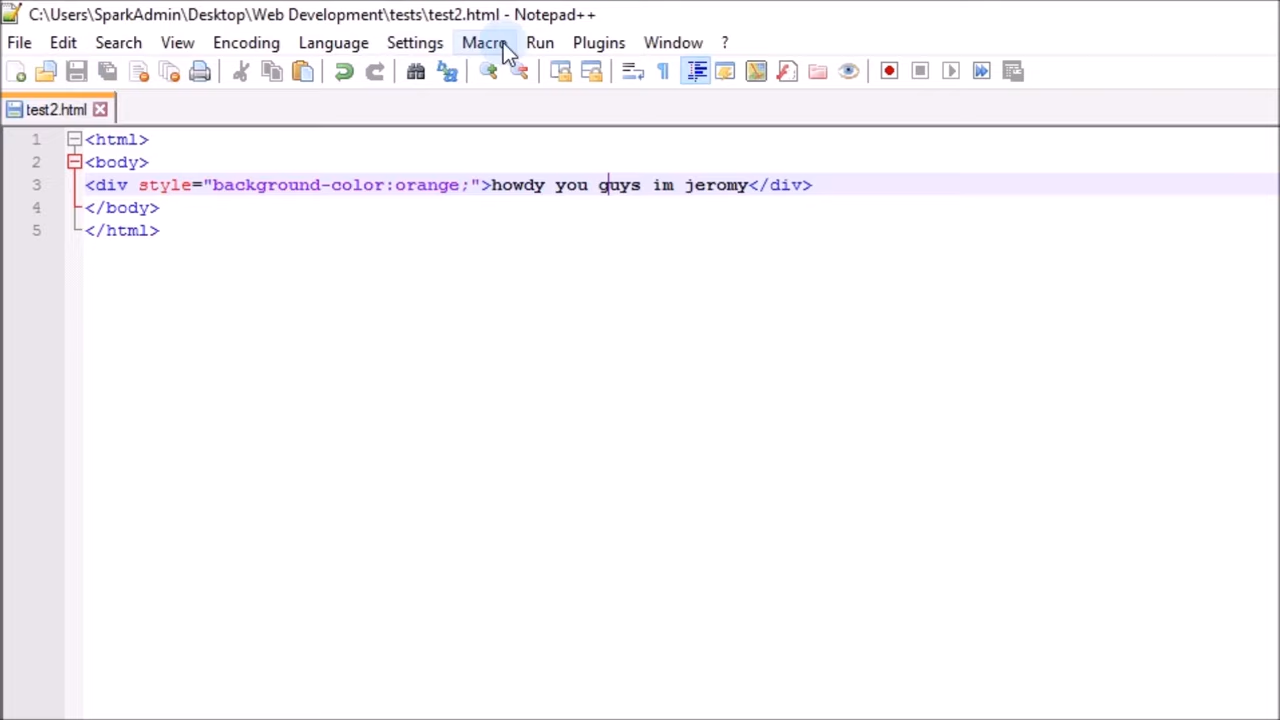 C:\Users\SparkAdmin\Desktop\Web Development\tests\test2.html - Notepad++
File Edit Search View Encoding Language Settings Macro Run Plugins Window ?
test2.html
1 <html>
2 <body>
3 <div style="background-color:orange;">howdy you guys im jeromy</div>
4 </body>
5 </html>